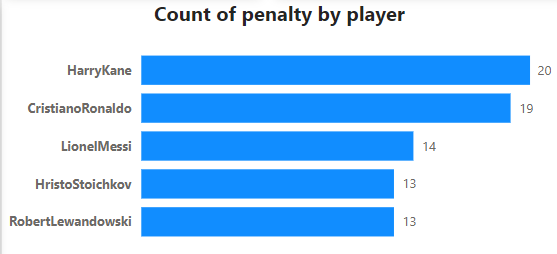 Count of penalty by player
HarryKane 20
CristianoRonaldo 19
LionelMessi 14
HristoStoichkov 13
RobertLewandowski 13